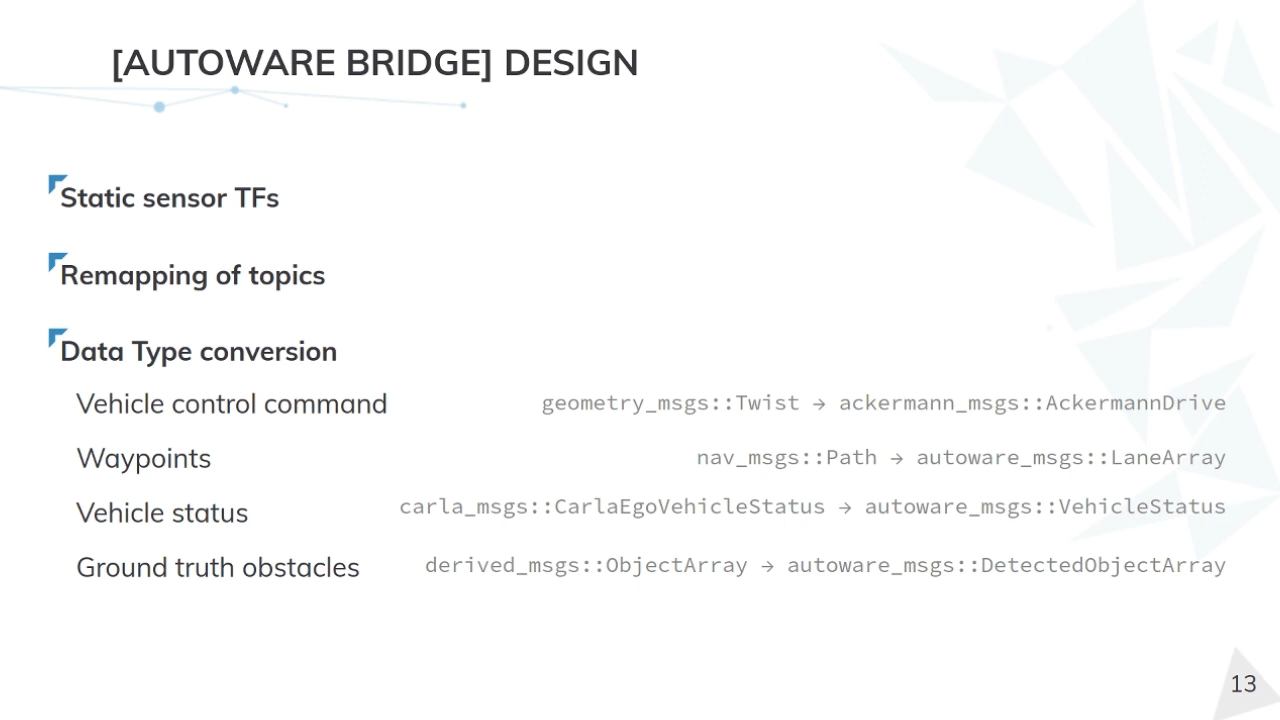 [AUTOWARE BRIDGE] DESIGN
Static sensor TFs
Remapping of topics
Data Type conversion
Vehicle control command geometry_msgs::Twist → ackermann_msgs::AckermannDrive
Waypoints nav_msgs::Path → autoware_msgs::LaneArray
Vehicle status carla_msgs::CarlaEgoVehicleStatus → autoware_msgs::VehicleStatus
Ground truth obstacles derived_msgs::ObjectArray → autoware_msgs::DetectedObjectArray
13